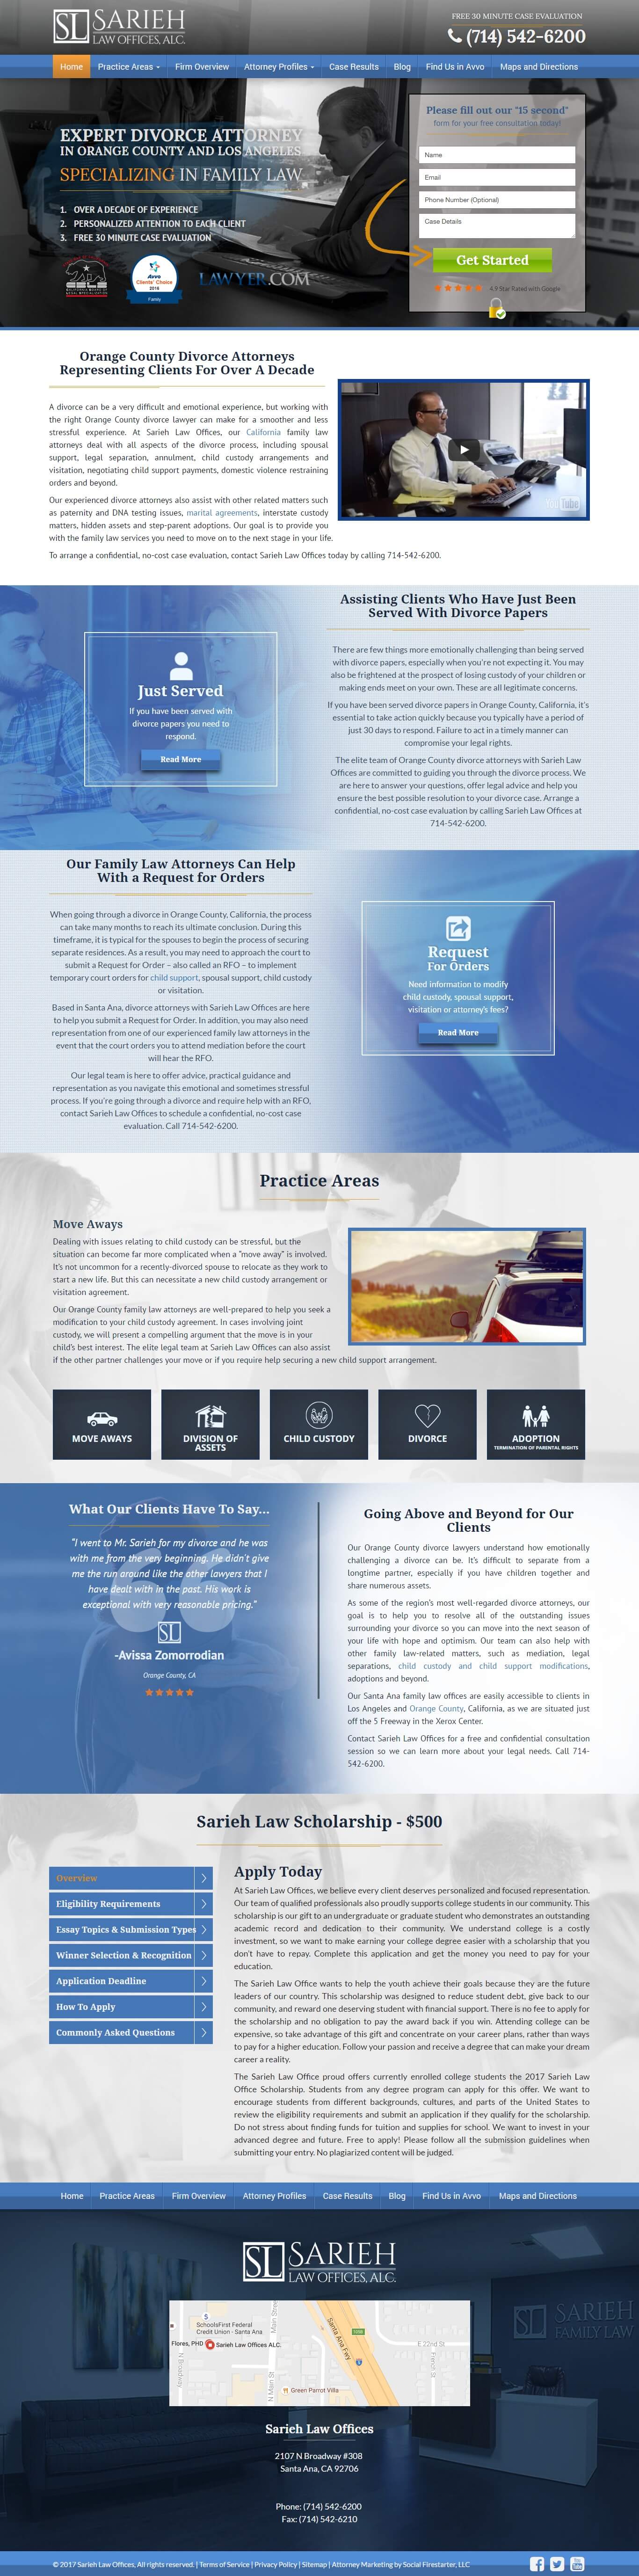 SL SARIEH
LAW OFFICES, ALC.
FREE 30 MINUTE CASE EVALUATION
(714) 542-6200
Home
Practice Areas
Firm Overview
Attorney Profiles
Case Results
Blog
Find Us in Avvo
Maps and Directions
EXPERT DIVORCE ATTORNEY
IN ORANGE COUNTY AND LOS ANGELES
SPECIALIZING IN FAMILY LAW
1. OVER A DECADE OF EXPERIENCE
2. PERSONALIZED ATTENTION TO EACH CLIENT
3. FREE 30 MINUTE CASE EVALUATION
Avvo
Clients' Choice
2016
Family
LAWYER.COM
Please fill out our "15 second"
form for your free consultation today!
Name
Email
Phone Number (Optional)
Case Details
Get Started
4.9 Star Rated with Google
Orange County Divorce Attorneys
Representing Clients For Over A Decade
A divorce can be a very difficult and emotional experience, but working with
the right Orange County divorce lawyer can make for a smoother and less
stressful experience. At Sarieh Law Offices, our California family law
attorneys deal with all aspects of the divorce process, including spousal
support, legal separation, annulment, child custody arrangements and
visitation, negotiating child support payments, domestic violence restraining
orders and beyond.
Our experienced divorce attorneys also assist with other related matters such
as paternity and DNA testing issues, marital agreements, interstate custody
matters, hidden assets and step-parent adoptions. Our goal is to provide you
with the family law services you need to move on to the next stage in your life.
To arrange a confidential, no-cost case evaluation, contact Sarieh Law Offices today by calling 714-542-6200.
YouTube
Just Served
If you have been served with
divorce papers you need to
respond.
Read More
Assisting Clients Who Have Just Been
Served With Divorce Papers
There are few things more emotionally challenging than being served
with divorce papers, especially when you're not expecting it. You may
also be frightened at the prospect of losing custody of your children or
making ends meet on your own. These are all legitimate concerns.
If you have been served divorce papers in Orange County, California, it's
essential to take action quickly because you typically have a period of
just 30 days to respond. Failure to act in a timely manner can
compromise your legal rights.
The elite team of Orange County divorce attorneys with Sarieh Law
Offices are committed to guiding you through the divorce process. We
are here to answer your questions, offer legal advice and help you
ensure the best possible resolution to your divorce case. Arrange a
confidential, no-cost case evaluation by calling Sarieh Law Offices at
714-542-6200.
Our Family Law Attorneys Can Help
With a Request for Orders
When going through a divorce in Orange County, California, the process
can take many months to reach its ultimate conclusion. During this
timeframe, it is typical for the spouses to begin the process of securing
separate residences. As a result, you may need to approach the court to
submit a Request for Order – also called an RFO – to implement
temporary court orders for child support, spousal support, child custody
or visitation.
Based in Santa Ana, divorce attorneys with Sarieh Law Offices are here
to help you submit a Request for Order. In addition, you may also need
representation from one of our experienced family law attorneys in the
event that the court orders you to attend mediation before the court
will hear the RFO.
Our legal team is here to offer advice, practical guidance and
representation as you navigate this emotional and sometimes stressful
process. If you're going through a divorce and require help with an RFO,
contact Sarieh Law Offices to schedule a confidential, no-cost case
evaluation. Call 714-542-6200.
Request
For Orders
Need information to modify
child custody, spousal support,
visitation or attorney's fees?
Read More
Practice Areas
Move Aways
Dealing with issues relating to child custody can be stressful, but the
situation can become far more complicated when a "move away" is involved.
It's not uncommon for a recently-divorced spouse to relocate as they work to
start a new life. But this can necessitate a new child custody arrangement or
visitation agreement.
Our Orange County family law attorneys are well-prepared to help you seek a
modification to your child custody agreement. In cases involving joint
custody, we will present a compelling argument that the move is in your
child's best interest. The elite legal team at Sarieh Law Offices can also assist
if the other partner challenges your move or if you require help securing a new child support arrangement.
MOVE AWAYS
DIVISION OF
ASSETS
CHILD CUSTODY
DIVORCE
ADOPTION
TERMINATION OF PARENTAL RIGHTS
What Our Clients Have To Say...
"I went to Mr. Sarieh for my divorce and he was
with me from the very beginning. He didn't give
me the run around like the other lawyers that I
have dealt with in the past. His work is
exceptional with very reasonable pricing."
SL
-Avissa Zomorrodian
Orange County, CA
Going Above and Beyond for Our
Clients
Our Orange County divorce lawyers understand how emotionally
challenging a divorce can be. It's difficult to separate from a
longtime partner, especially if you have children together and
share numerous assets.
As some of the region's most well-regarded divorce attorneys, our
goal is to help you to resolve all of the outstanding issues
surrounding your divorce so you can move into the next season of
your life with hope and optimism. Our team can also help with
other family law-related matters, such as mediation, legal
separations, child custody and child support modifications,
adoptions and beyond.
Our Santa Ana family law offices are easily accessible to clients in
Los Angeles and Orange County, California, as we are situated just
off the 5 Freeway in the Xerox Center.
Contact Sarieh Law Offices for a free and confidential consultation
session so we can learn more about your legal needs. Call 714-
542-6200.
Sarieh Law Scholarship - $500
Overview
Eligibility Requirements
Essay Topics & Submission Types
Winner Selection & Recognition
Application Deadline
How To Apply
Commonly Asked Questions
Apply Today
At Sarieh Law Offices, we believe every client deserves personalized and focused representation.
Our team of qualified professionals also proudly supports college students in our community. This
scholarship is our gift to an undergraduate or graduate student who demonstrates an outstanding
academic record and dedication to their community. We understand college is a costly
investment, so we want to make earning your college degree easier with a scholarship that you
don't have to repay. Complete this application and get the money you need to pay for your
education.
The Sarieh Law Office wants to help the youth achieve their goals because they are the future
leaders of our country. This scholarship was designed to reduce student debt, give back to our
community, and reward one deserving student with financial support. There is no fee to apply for
the scholarship and no obligation to pay the award back if you win. Attending college can be
expensive, so take advantage of this gift and concentrate on your career plans, rather than ways
to pay for a higher education. Follow your passion and receive a degree that can make your dream
career a reality.
The Sarieh Law Office proud offers currently enrolled college students the 2017 Sarieh Law
Office Scholarship. Students from any degree program can apply for this offer. We want to
encourage students from different backgrounds, cultures, and parts of the United States to
review the eligibility requirements and submit an application if they qualify for the scholarship.
Do not stress about finding funds for tuition and supplies for school. We want to invest in your
advanced degree and future. Free to apply! Please follow all the submission guidelines when
submitting your entry. No plagiarized content will be judged.
Home
Practice Areas
Firm Overview
Attorney Profiles
Case Results
Blog
Find Us in Avvo
Maps and Directions
SL SARIEH
LAW OFFICES, ALC.
SL SARIEH
FAMILY LAW
SchoolsFirst Federal
Credit Union - Santa Ana
Flores, PHD
Sarieh Law Offices ALC.
N Broadway
N Main St
Main Street
Santa Ana Fwy
E 22nd St
Green Parrot Villa
Sarieh Law Offices
2107 N Broadway #308
Santa Ana, CA 92706
Phone: (714) 542-6200
Fax: (714) 542-6210
© 2017 Sarieh Law Offices, All rights reserved. | Terms of Service | Privacy Policy | Sitemap | Attorney Marketing by Social Firestarter, LLC